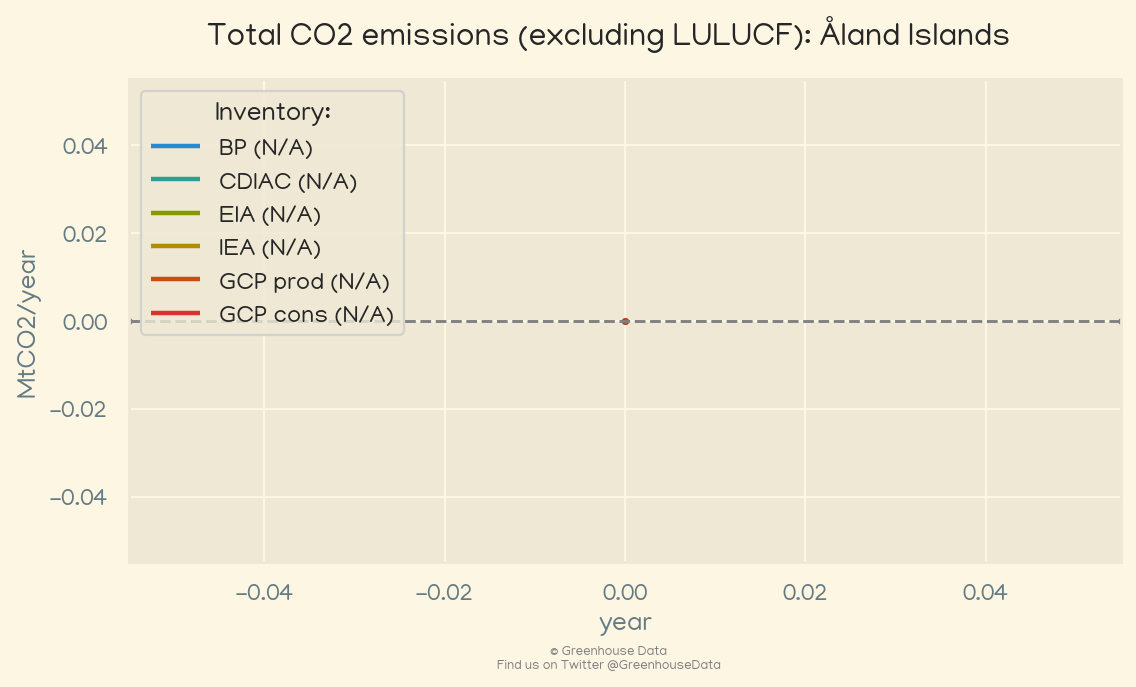 Total CO2 emissions (excluding LULUCF): Åland Islands
Inventory:
BP (N/A)
CDIAC (N/A)
EIA (N/A)
IEA (N/A)
GCP prod (N/A)
GCP cons (N/A)
MtCO2/year
0.04
0.02
0.00
−0.02
−0.04
−0.04 −0.02 0.00 0.02 0.04
year
© Greenhouse Data
Find us on Twitter @GreenhouseData